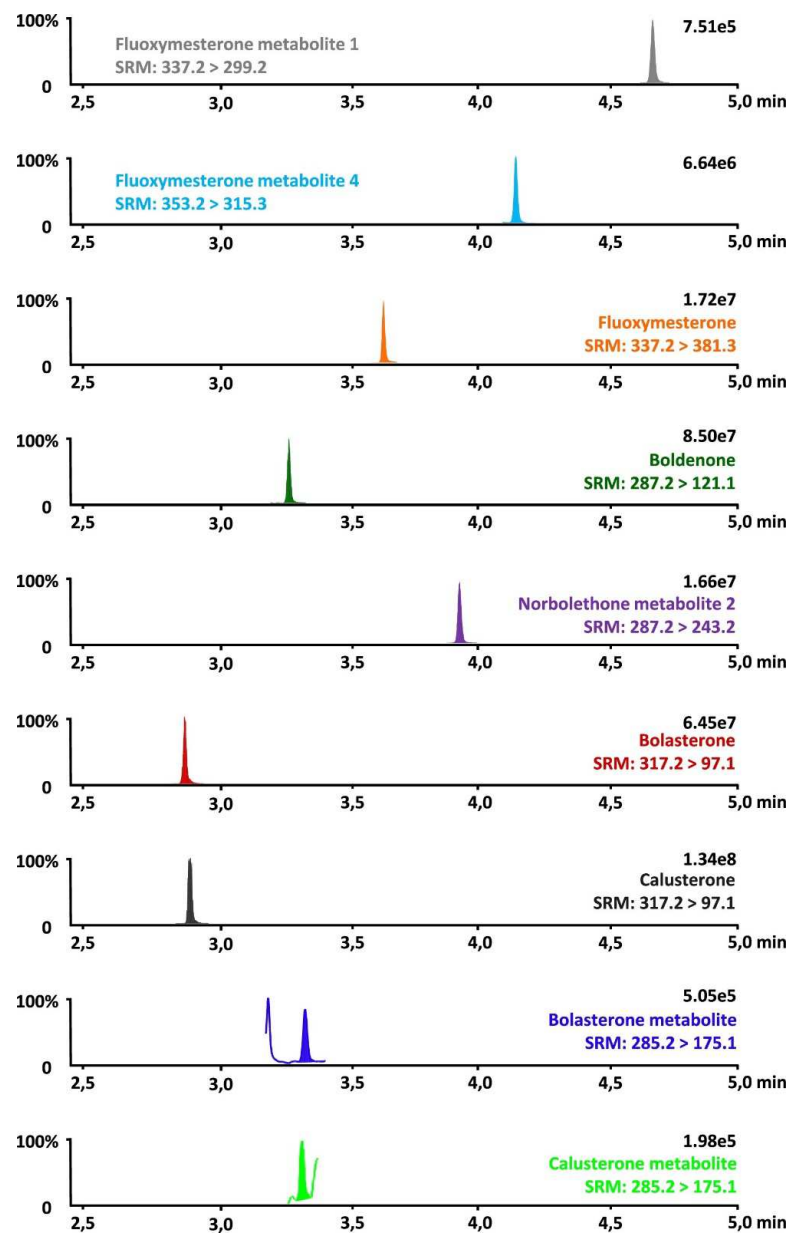 100%
7.51e5
Fluoxymesterone metabolite 1
SRM: 337.2 > 299.2
0
2,5 3,0 3,5 4,0 4,5 5,0 min
100%
6.64e6
Fluoxymesterone metabolite 4
SRM: 353.2 > 315.3
0
2,5 3,0 3,5 4,0 4,5 5,0 min
100%
1.72e7
Fluoxymesterone
SRM: 337.2 > 381.3
0
2,5 3,0 3,5 4,0 4,5 5,0 min
100%
8.50e7
Boldenone
SRM: 287.2 > 121.1
0
2,5 3,0 3,5 4,0 4,5 5,0 min
100%
1.66e7
Norbolethone metabolite 2
SRM: 287.2 > 243.2
0
2,5 3,0 3,5 4,0 4,5 5,0 min
100%
6.45e7
Bolasterone
SRM: 317.2 > 97.1
0
2,5 3,0 3,5 4,0 4,5 5,0 min
100%
1.34e8
Calusterone
SRM: 317.2 > 97.1
0
2,5 3,0 3,5 4,0 4,5 5,0 min
100%
5.05e5
Bolasterone metabolite
SRM: 285.2 > 175.1
0
2,5 3,0 3,5 4,0 4,5 5,0 min
100%
1.98e5
Calusterone metabolite
SRM: 285.2 > 175.1
0
2,5 3,0 3,5 4,0 4,5 5,0 min